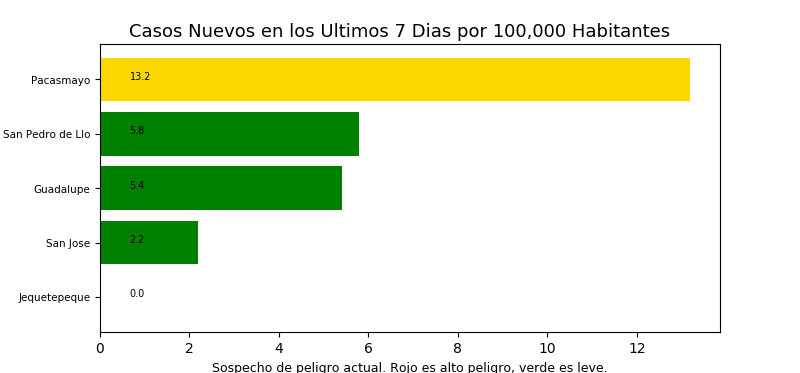 Casos Nuevos en los Ultimos 7 Dias por 100,000 Habitantes
Pacasmayo 13.2
San Pedro de Llo 5.8
Guadalupe 5.4
San Jose 2.2
Jequetepeque 0.0
0 2 4 6 8 10 12
Sospecho de peligro actual. Rojo es alto peligro, verde es leve.